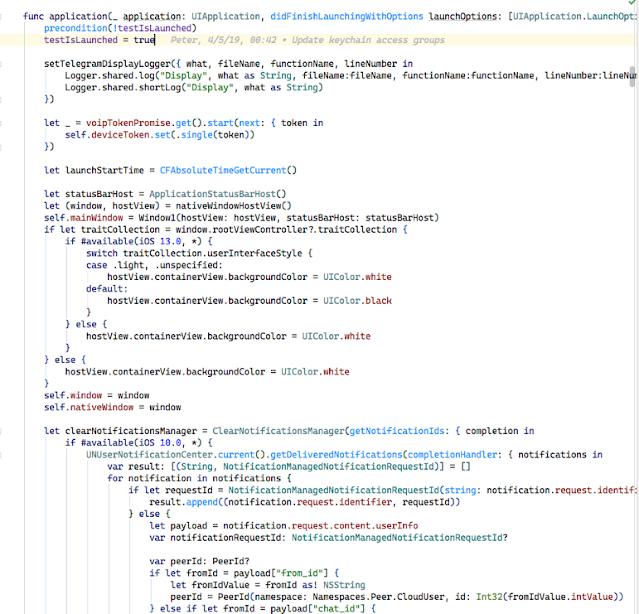 func application(_ application: UIApplication, didFinishLaunchingWithOptions launchOptions: [UIApplication.LaunchOpt
precondition(!testIsLaunched)
testIsLaunched = true Peter, 4/5/19, 00:42 • Update keychain access groups
setTelegramDisplayLogger({ what, fileName, functionName, lineNumber in
Logger.shared.log("Display", what as String, fileName:fileName, functionName:functionName, lineNumber:lineNum
Logger.shared.shortLog("Display", what as String)
})
let _ = voipTokenPromise.get().start(next: { token in
self.deviceToken.set(.single(token))
})
let launchStartTime = CFAbsoluteTimeGetCurrent()
let statusBarHost = ApplicationStatusBarHost()
let (window, hostView) = nativeWindowHostView()
self.mainWindow = Window1(hostView: hostView, statusBarHost: statusBarHost)
if let traitCollection = window.rootViewController?.traitCollection {
if #available(iOS 13.0, *) {
switch traitCollection.userInterfaceStyle {
case .light, .unspecified:
hostView.containerView.backgroundColor = UIColor.white
default:
hostView.containerView.backgroundColor = UIColor.black
}
} else {
hostView.containerView.backgroundColor = UIColor.white
}
} else {
hostView.containerView.backgroundColor = UIColor.white
}
self.window = window
self.nativeWindow = window
let clearNotificationsManager = ClearNotificationsManager(getNotificationIds: { completion in
if #available(iOS 10.0, *) {
UNUserNotificationCenter.current().getDeliveredNotifications(completionHandler: { notifications in
var result: [(String, NotificationManagedNotificationRequestId)] = []
for notification in notifications {
if let requestId = NotificationManagedNotificationRequestId(string: notification.request.identifi
result.append((notification.request.identifier, requestId))
} else {
let payload = notification.request.content.userInfo
var notificationRequestId: NotificationManagedNotificationRequestId?
var peerId: PeerId?
if let fromId = payload["from_id"] {
let fromIdValue = fromId as! NSString
peerId = PeerId(namespace: Namespaces.Peer.CloudUser, id: Int32(fromIdValue.intValue))
} else if let fromId = payload["chat_id"] {